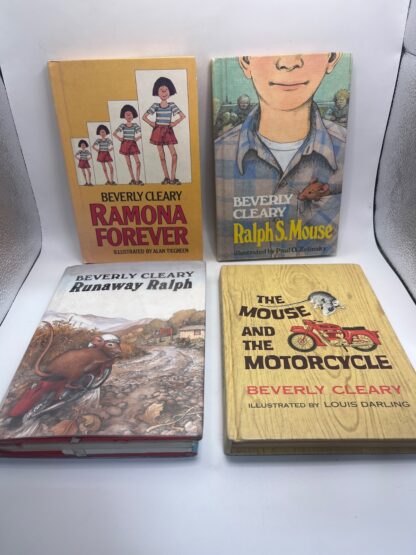 BEVERLY CLEARY
RAMONA
FOREVER
ILLUSTRATED BY ALAN TIEGREEN
BEVERLY
CLEARY
Ralph S. Mouse
illustrated by Paul O. Zelinsky
BEVERLY CLEARY
Runaway Ralph
THE
MOUSE
AND THE
MOTORCYCLE
BEVERLY CLEARY
ILLUSTRATED BY LOUIS DARLING